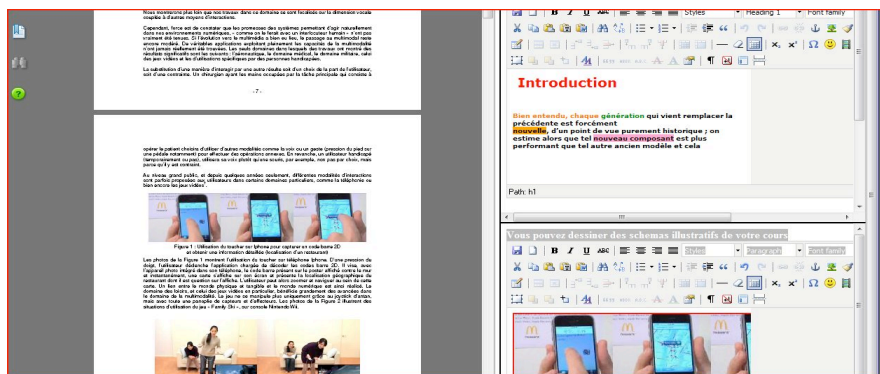 Nous montrerons plus loin que nos travaux dans ce domaine se sont focalisés sur la dimension vocale
couplée à d'autres moyens d'interactions.
Cependant, force est de constater que les promesses des systèmes permettant d'agir naturellement
dans nos environnements numériques, « comme on le ferait avec un interlocuteur humain » n'ont pas
vraiment été tenues. Si l'évolution vers le multimédia a bien eu lieu, le passage au multimodal reste
encore modéré. De véritables applications exploitant pleinement les capacités de la multimodalité
n'ont jamais réellement été trouvées. Les seuls domaines dans lesquels des travaux ont montré des
résultats significatifs sont les suivants : l'aérospatiale, le domaine médical, le domaine militaire, celui
des jeux vidéos et les d'utilisations spécifiques par des personnes handicapées.
La substitution d'une manière d'interagir par une autre résulte soit d'un choix de la part de l'utilisateur,
soit d'une contrainte. Un chirurgien ayant les mains occupées par la tâche principale qui consiste à
- 7 -
opérer le patient choisira d'utiliser d'autres modalités comme la voix ou un geste (pression du pied sur
une pédale notamment) pour effectuer des opérations annexes. En revanche, un utilisateur handicapé
(temporairement ou pas), utilisera sa voix plutôt qu'une souris, par exemple, non pas par choix, mais
parce qu'il y est contraint.
Au niveau grand public, et depuis quelques années seulement, différentes modalités d'interactions
sont parfois proposées aux utilisateurs dans certains domaines particuliers, comme la téléphonie ou
bien encore les jeux vidéos
Figure 1 : Utilisation du toucher sur Iphone pour capturer en code barre 2D
et obtenir une information détaillée (localisation d'un restaurant)
Les photos de la Figure 1 montrent l'utilisation du toucher sur téléphone Iphone. D'une pression du
doigt, l'utilisateur déclenche l'application chargée de décoder les codes barre 2D. Il vise, avec
l'appareil photo intégré dans son téléphone, le code barre présent sur le poster affiché contre le mur
et instantanément, une carte s'affiche sur son écran et présente la localisation géographique du
restaurant dont il est question sur l'affiche. L'utilisateur peut alors zoomer et naviguer au sein de cette
carte. Un lien entre le monde physique et tangible et le monde numérique est ainsi réalisé. Le
domaine des loisirs, et celui des jeux vidéos en particulier, bénéficie grandement des avancées dans
le domaine de la multimodalité. Le jeu ne se manipule plus uniquement grâce au joystick d'antan,
mais avec toute une panoplie de capteurs et d'effecteurs. Les photos de la Figure 2 illustrent des
situations d'utilisation du jeu « Family Ski », sur console Nintendo Wii.
B I U ABC Styles Heading 1 Font family
Introduction
Bien entendu, chaque génération qui vient remplacer la
précédente est forcément
nouvelle, d'un point de vue purement historique ; on
estime alors que tel nouveau composant est plus
performant que tel autre ancien modèle et cela
Path: h1
Vous pouvez dessiner des schemas illustratifs de votre cours
B I U ABC Styles Paragraph Font family